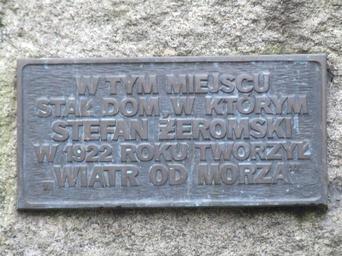 W TYM MIEJSCU
STAŁ DOM, W KTÓRYM
STEFAN ŻEROMSKI
W 1922 ROKU TWORZYŁ
„WIATR OD MORZA”